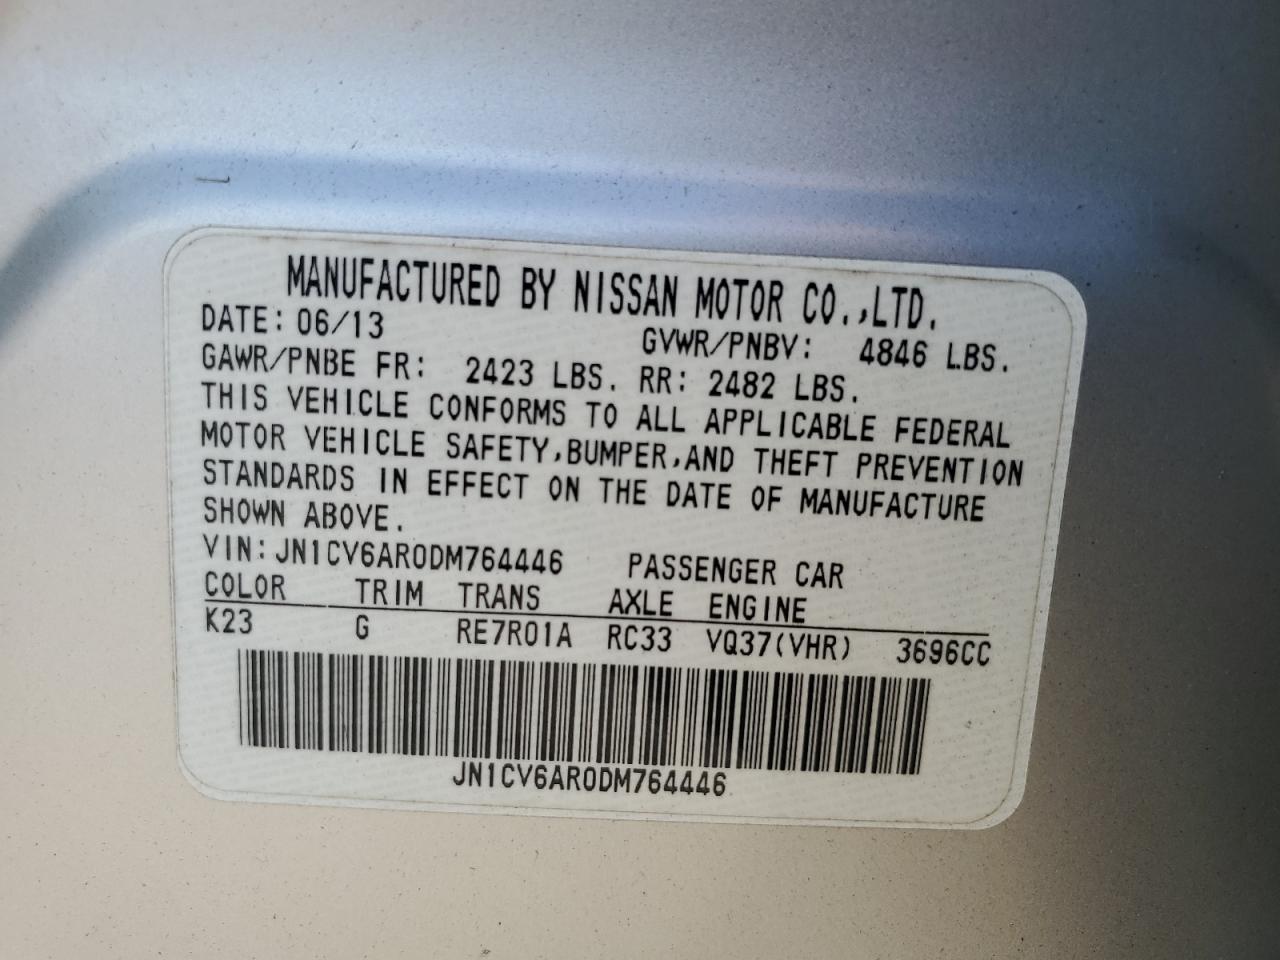 MANUFACTURED BY NISSAN MOTOR CO.,LTD.
DATE: 06/13 GVWR/PNBV: 4846 LBS.
GAWR/PNBE FR: 2423 LBS. RR: 2482 LBS.
THIS VEHICLE CONFORMS TO ALL APPLICABLE FEDERAL
MOTOR VEHICLE SAFETY,BUMPER,AND THEFT PREVENTION
STANDARDS IN EFFECT ON THE DATE OF MANUFACTURE
SHOWN ABOVE.
VIN: JN1CV6AR0DM764446 PASSENGER CAR
COLOR TRIM TRANS AXLE ENGINE
K23 G RE7R01A RC33 VQ37(VHR) 3696CC
JN1CV6AR0DM764446